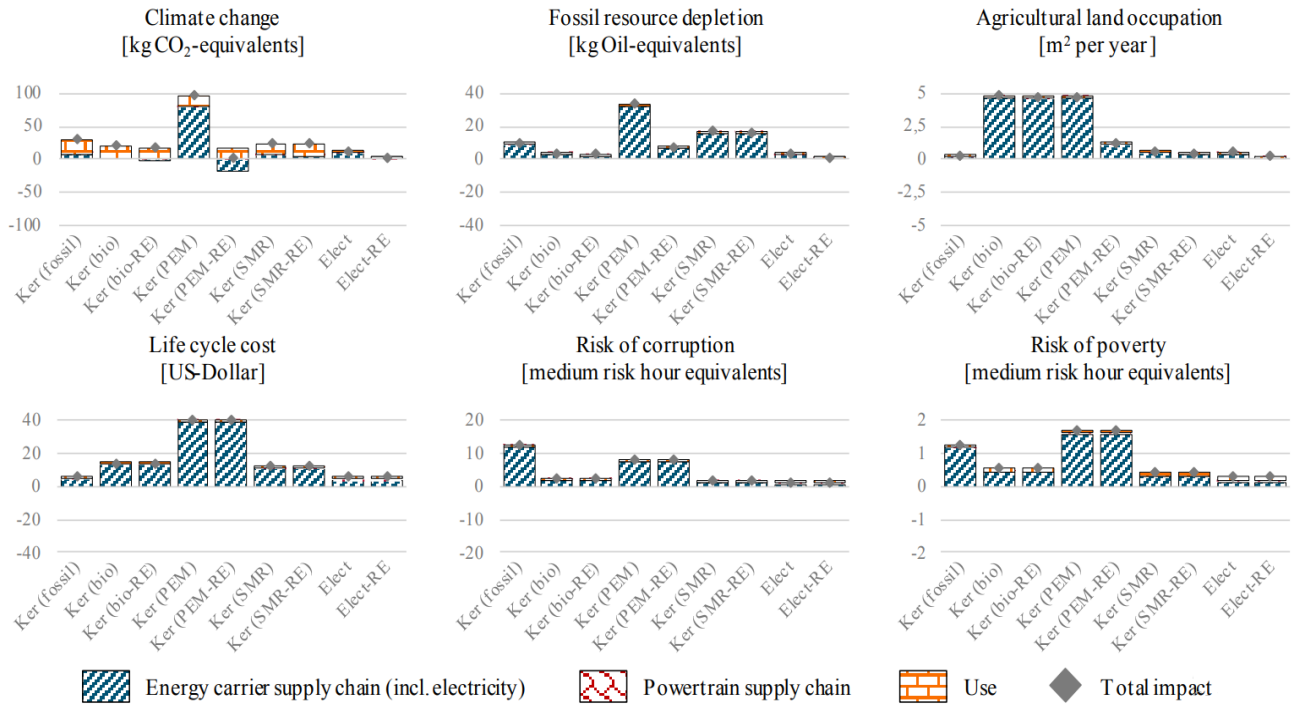 Climate change
[kg CO₂-equivalents]
100
50
0
-50
-100
Ker (fossil)
Ker (bio)
Ker (bio-RE)
Ker (PEM)
Ker (PEM-RE)
Ker (SMR)
Ker (SMR-RE)
Elect
Elect-RE
Fossil resource depletion
[kg Oil-equivalents]
40
20
0
-20
-40
Ker (fossil)
Ker (bio)
Ker (bio-RE)
Ker (PEM)
Ker (PEM-RE)
Ker (SMR)
Ker (SMR-RE)
Elect
Elect-RE
Agricultural land occupation
[m² per year]
5
2,5
0
-2,5
-5
Ker (fossil)
Ker (bio)
Ker (bio-RE)
Ker (PEM)
Ker (PEM-RE)
Ker (SMR)
Ker (SMR-RE)
Elect
Elect-RE
Life cycle cost
[US-Dollar]
40
20
0
-20
-40
Ker (fossil)
Ker (bio)
Ker (bio-RE)
Ker (PEM)
Ker (PEM-RE)
Ker (SMR)
Ker (SMR-RE)
Elect
Elect-RE
Risk of corruption
[medium risk hour equivalents]
20
10
0
-10
-20
Ker (fossil)
Ker (bio)
Ker (bio-RE)
Ker (PEM)
Ker (PEM-RE)
Ker (SMR)
Ker (SMR-RE)
Elect
Elect-RE
Risk of poverty
[medium risk hour equivalents]
2
1
0
-1
-2
Ker (fossil)
Ker (bio)
Ker (bio-RE)
Ker (PEM)
Ker (PEM-RE)
Ker (SMR)
Ker (SMR-RE)
Elect
Elect-RE
Energy carrier supply chain (incl. electricity)
Powertrain supply chain
Use
Total impact